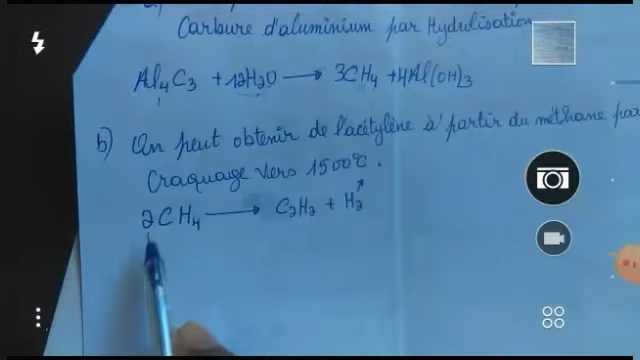 Carbure d'aluminium par Hydrolisation
Al4C3 + 12H2O → 3CH4 + 4Al(OH)3
b) On peut obtenir de l'acétylène à partir du méthane par
Craquage vers 1500°C.
2CH4 → C2H2 + H2